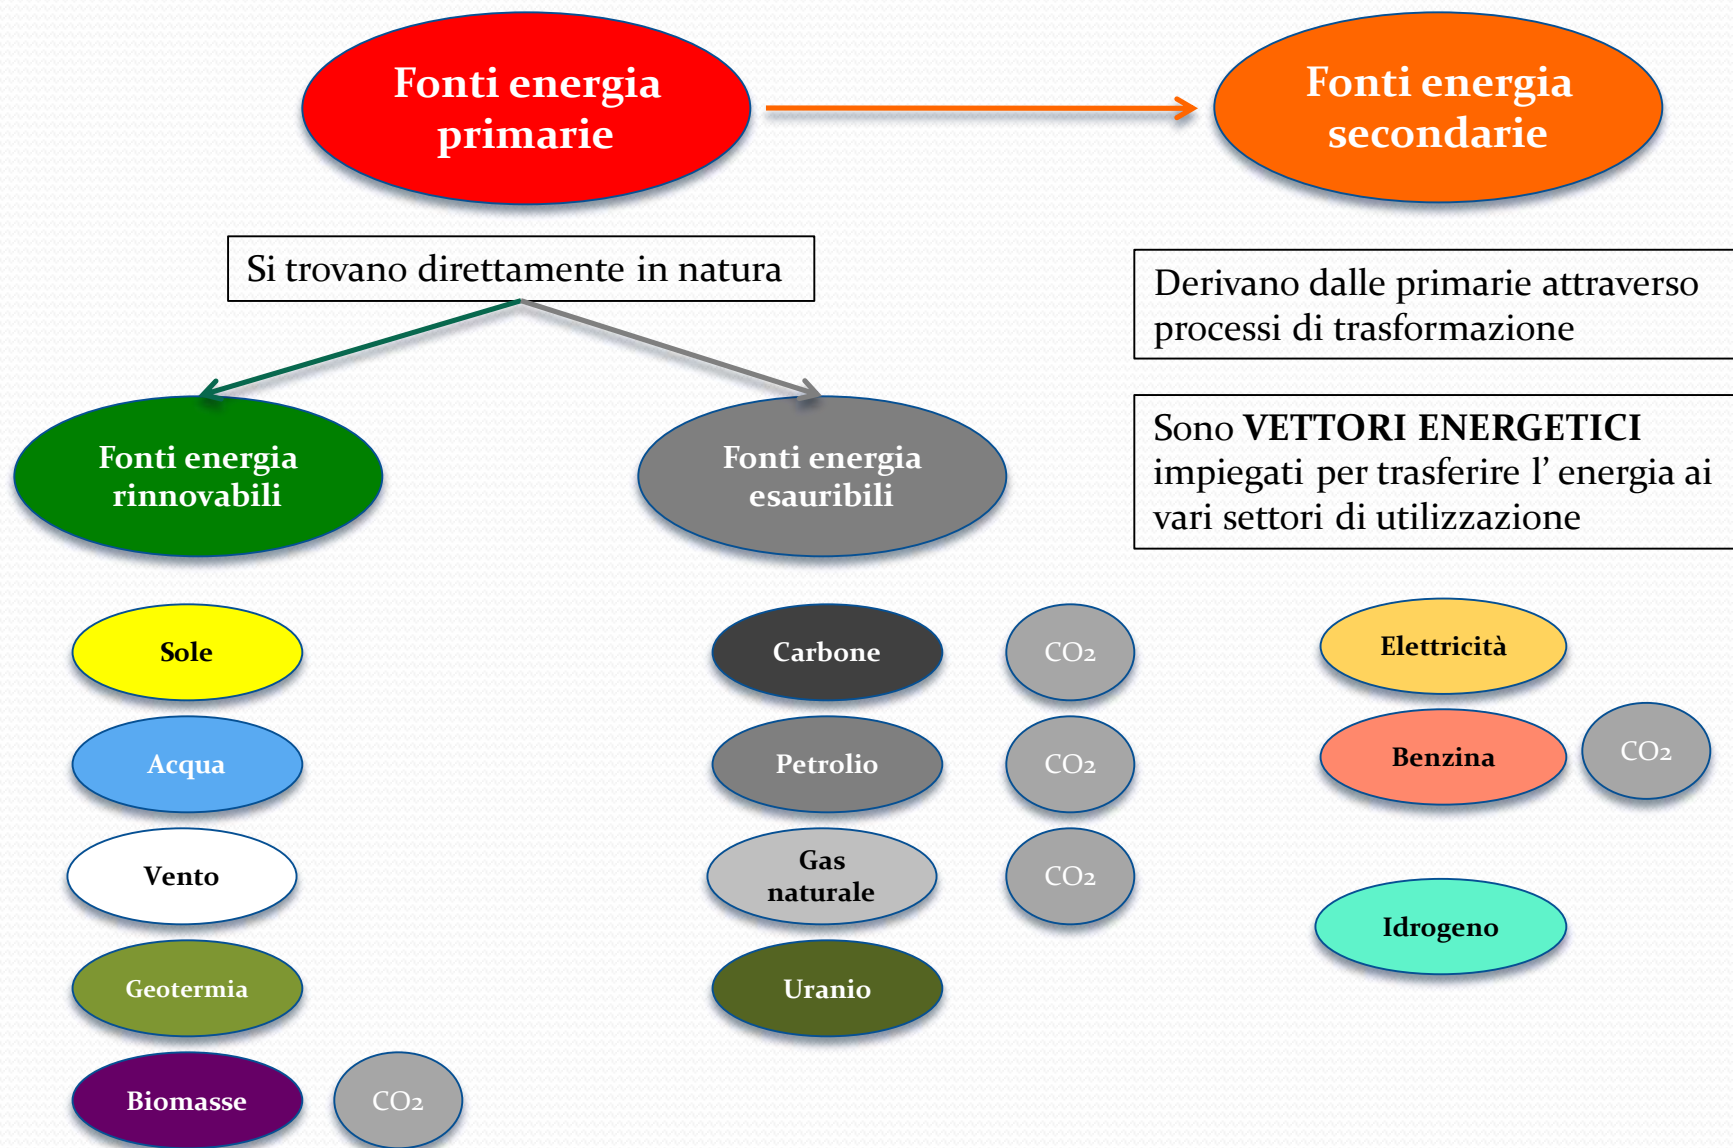 Fonti energia
primarie
Fonti energia
secondarie
Si trovano direttamente in natura
Derivano dalle primarie attraverso
processi di trasformazione
Sono VETTORI ENERGETICI
impiegati per trasferire l' energia ai
vari settori di utilizzazione
Fonti energia
rinnovabili
Fonti energia
esauribili
Sole
Acqua
Vento
Geotermia
Biomasse
CO2
Carbone
CO2
Petrolio
CO2
Gas
naturale
CO2
Uranio
Elettricità
Benzina
CO2
Idrogeno